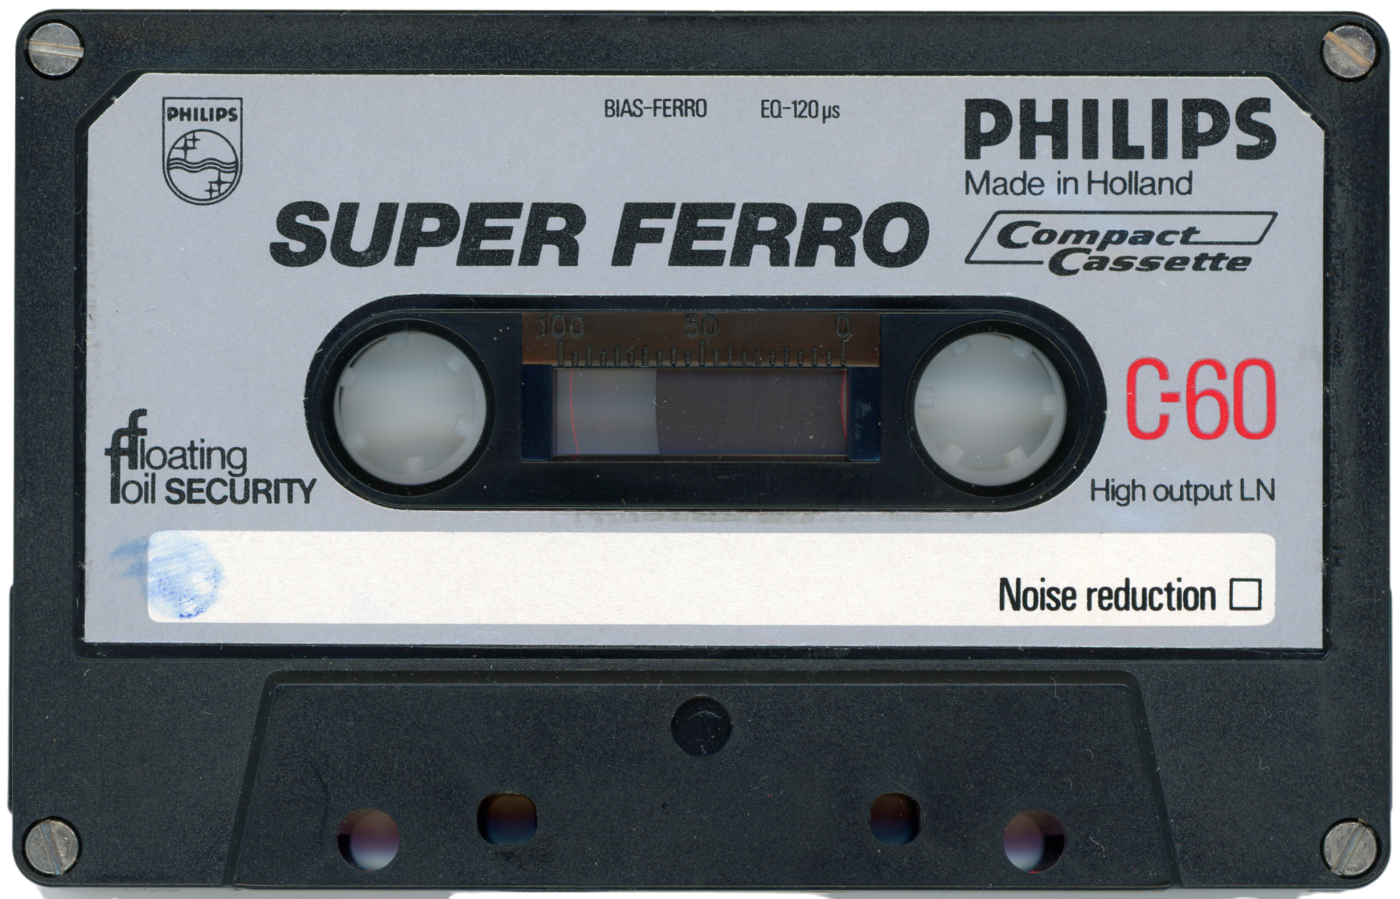 PHILIPS
BIAS-FERRO EQ-120 µs
PHILIPS
Made in Holland
SUPER FERRO
Compact
Cassette
100 50 0
C-60
floating
foil SECURITY
High output LN
Noise reduction